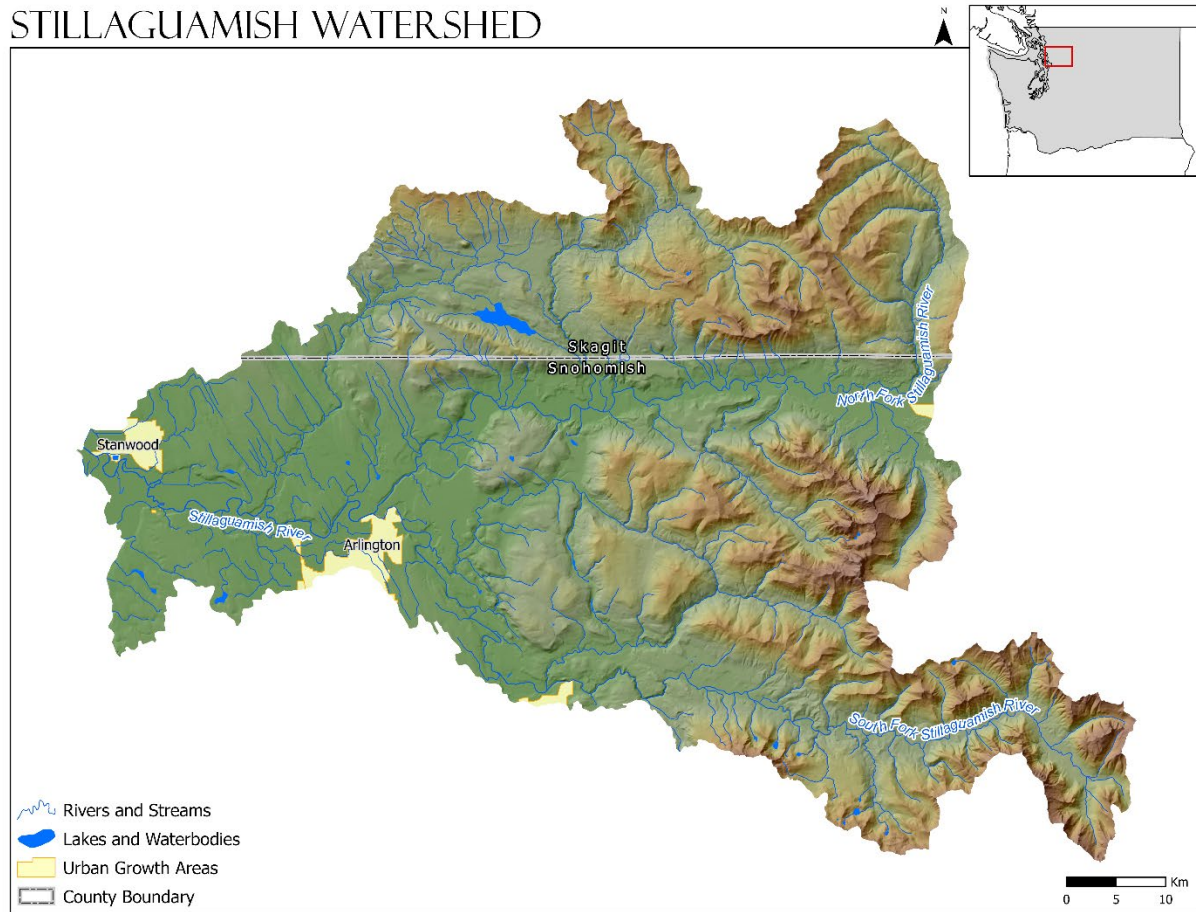 STILLAGUAMISH WATERSHED
N
Skagit
Snohomish
North Fork Stillaguamish River
Stanwood
Stillaguamish River
Arlington
South Fork Stillaguamish River
Rivers and Streams
Lakes and Waterbodies
Urban Growth Areas
County Boundary
Km
0 5 10